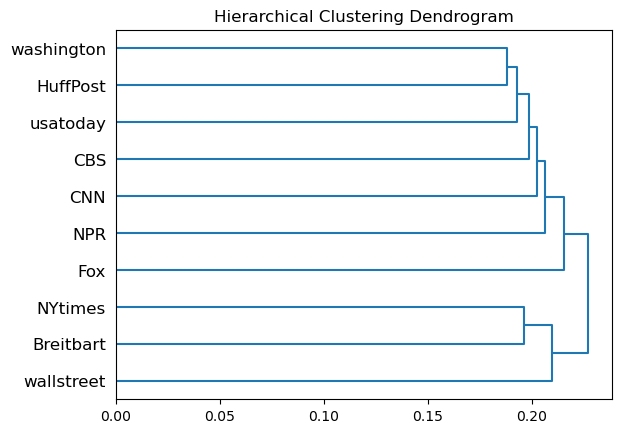 Hierarchical Clustering Dendrogram
washington
HuffPost
usatoday
CBS
CNN
NPR
Fox
NYtimes
Breitbart
wallstreet
0.00 0.05 0.10 0.15 0.20